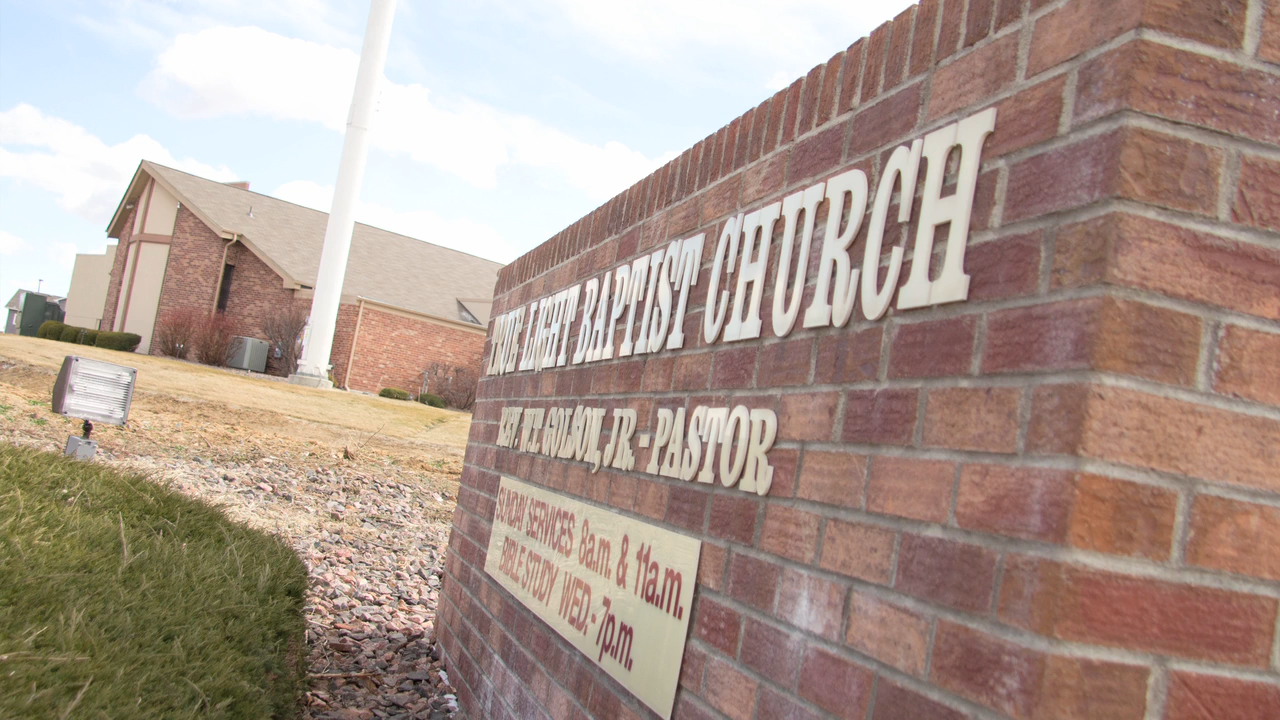 TRUE LIGHT BAPTIST CHURCH
REV. W.T. GOLSON, JR. - PASTOR
SUNDAY SERVICES 8a.m. & 11a.m.
BIBLE STUDY WED.- 7p.m.